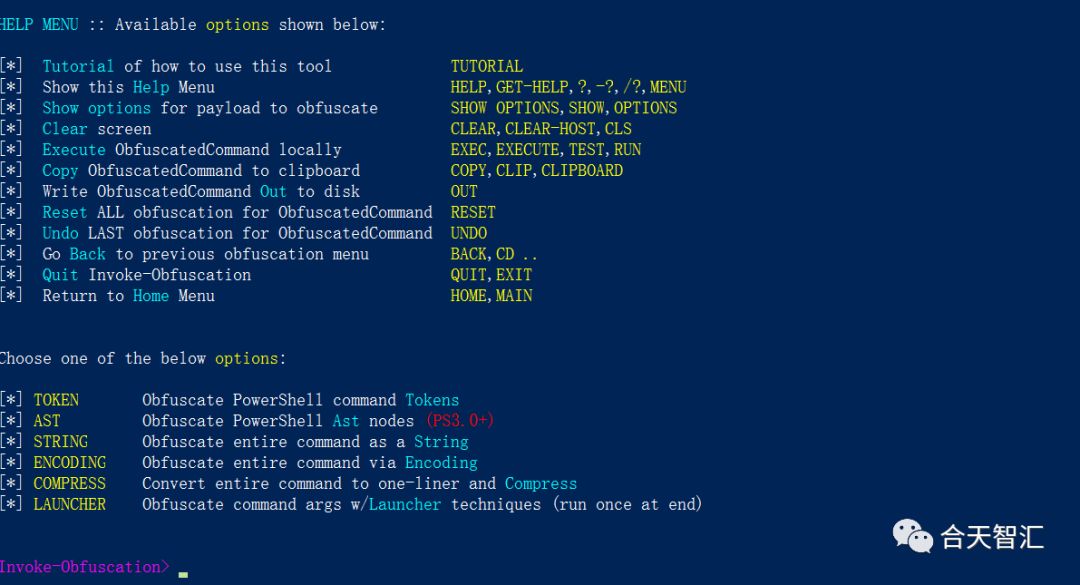 HELP MENU :: Available options shown below:
[*] Tutorial of how to use this tool TUTORIAL
[*] Show this Help Menu HELP,GET-HELP,?,-?,/?,MENU
[*] Show options for payload to obfuscate SHOW OPTIONS,SHOW,OPTIONS
[*] Clear screen CLEAR,CLEAR-HOST,CLS
[*] Execute ObfuscatedCommand locally EXEC,EXECUTE,TEST,RUN
[*] Copy ObfuscatedCommand to clipboard COPY,CLIP,CLIPBOARD
[*] Write ObfuscatedCommand Out to disk OUT
[*] Reset ALL obfuscation for ObfuscatedCommand RESET
[*] Undo LAST obfuscation for ObfuscatedCommand UNDO
[*] Go Back to previous obfuscation menu BACK,CD ..
[*] Quit Invoke-Obfuscation QUIT,EXIT
[*] Return to Home Menu HOME,MAIN
Choose one of the below options:
[*] TOKEN Obfuscate PowerShell command Tokens
[*] AST Obfuscate PowerShell Ast nodes (PS3.0+)
[*] STRING Obfuscate entire command as a String
[*] ENCODING Obfuscate entire command via Encoding
[*] COMPRESS Convert entire command to one-liner and Compress
[*] LAUNCHER Obfuscate command args w/Launcher techniques (run once at end)
合天智汇
Invoke-Obfuscation>